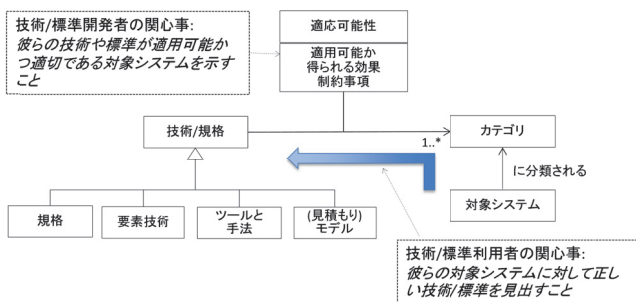 技術/標準開発者の関心事:
彼らの技術や標準が適用可能か
つ適切である対象システムを示す
こと
適応可能性
適用可能か
得られる効果
制約事項
技術/規格
カテゴリ
1..*
に分類される
対象システム
規格
要素技術
ツールと
手法
(見積もり)
モデル
技術/標準利用者の関心事:
彼らの対象システムに対して正し
い技術/標準を見出すこと